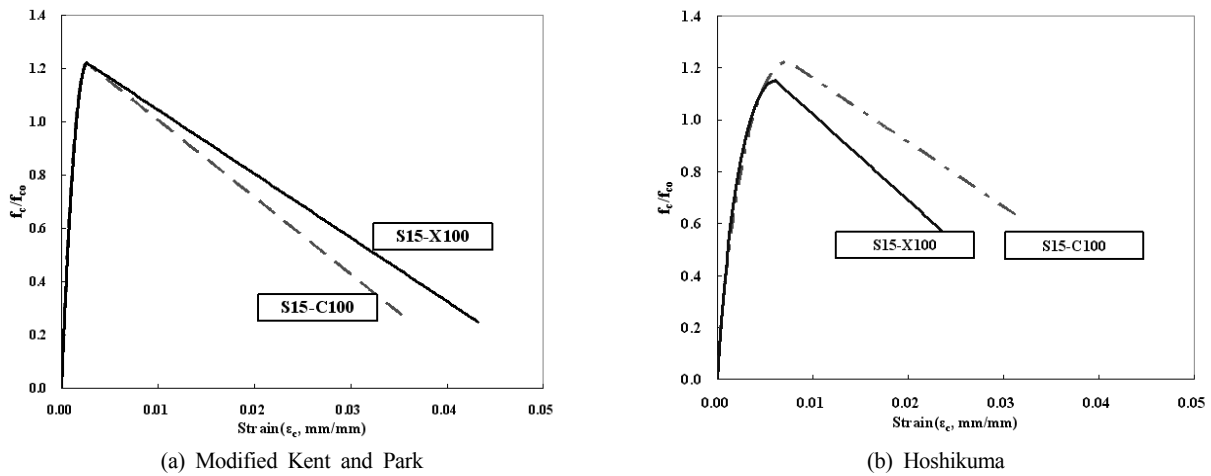 1.4
1.2
1.0
0.8
0.6
0.4
0.2
0.0
f_c/f_co
S15-X100
S15-C100
0.00 0.01 0.02 0.03 0.04 0.05
Strain(ε_c, mm/mm)
(a) Modified Kent and Park
1.4
1.2
1.0
0.8
0.6
0.4
0.2
0.0
f_c/f_co
S15-X100 S15-C100
0.00 0.01 0.02 0.03 0.04 0.05
Strain(ε_c, mm/mm)
(b) Hoshikuma